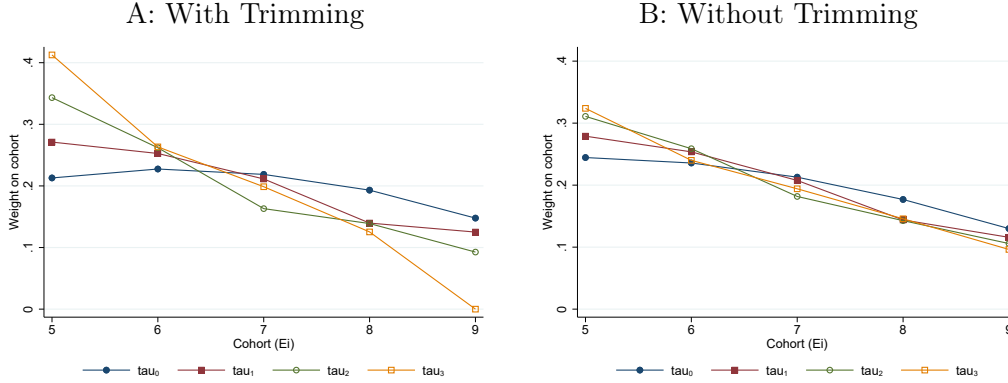 A: With Trimming
Weight on cohort
.4
.3
.2
.1
0
5 6 7 8 9
Cohort (Ei)
tau₀ tau₁ tau₂ tau₃
B: Without Trimming
Weight on cohort
.4
.3
.2
.1
0
5 6 7 8 9
Cohort (Ei)
tau₀ tau₁ tau₂ tau₃